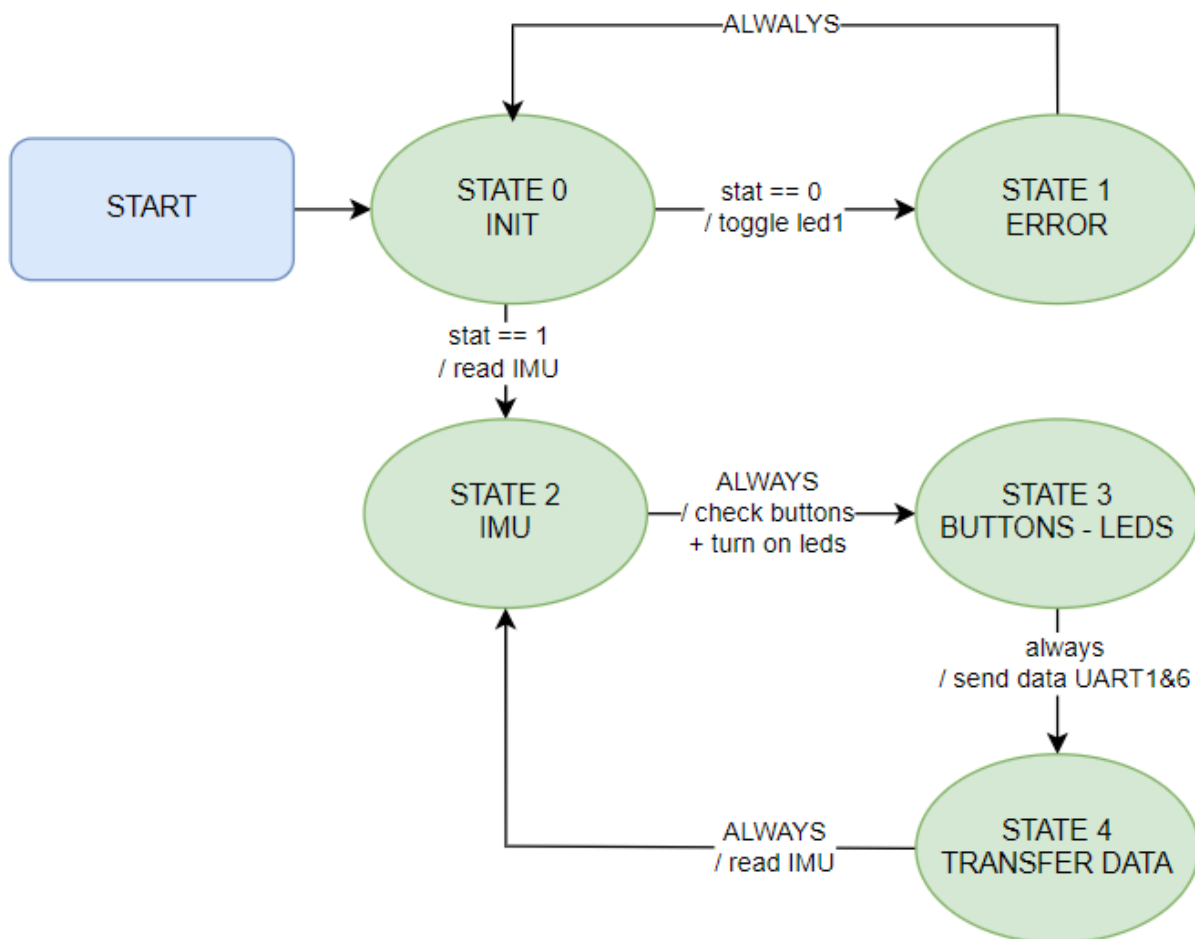 ALWALYS
START
STATE 0
INIT
stat == 0
/ toggle led1
STATE 1
ERROR
stat == 1
/ read IMU
STATE 2
IMU
ALWAYS
/ check buttons
+ turn on leds
STATE 3
BUTTONS - LEDS
always
/ send data UART1&6
ALWAYS
/ read IMU
STATE 4
TRANSFER DATA